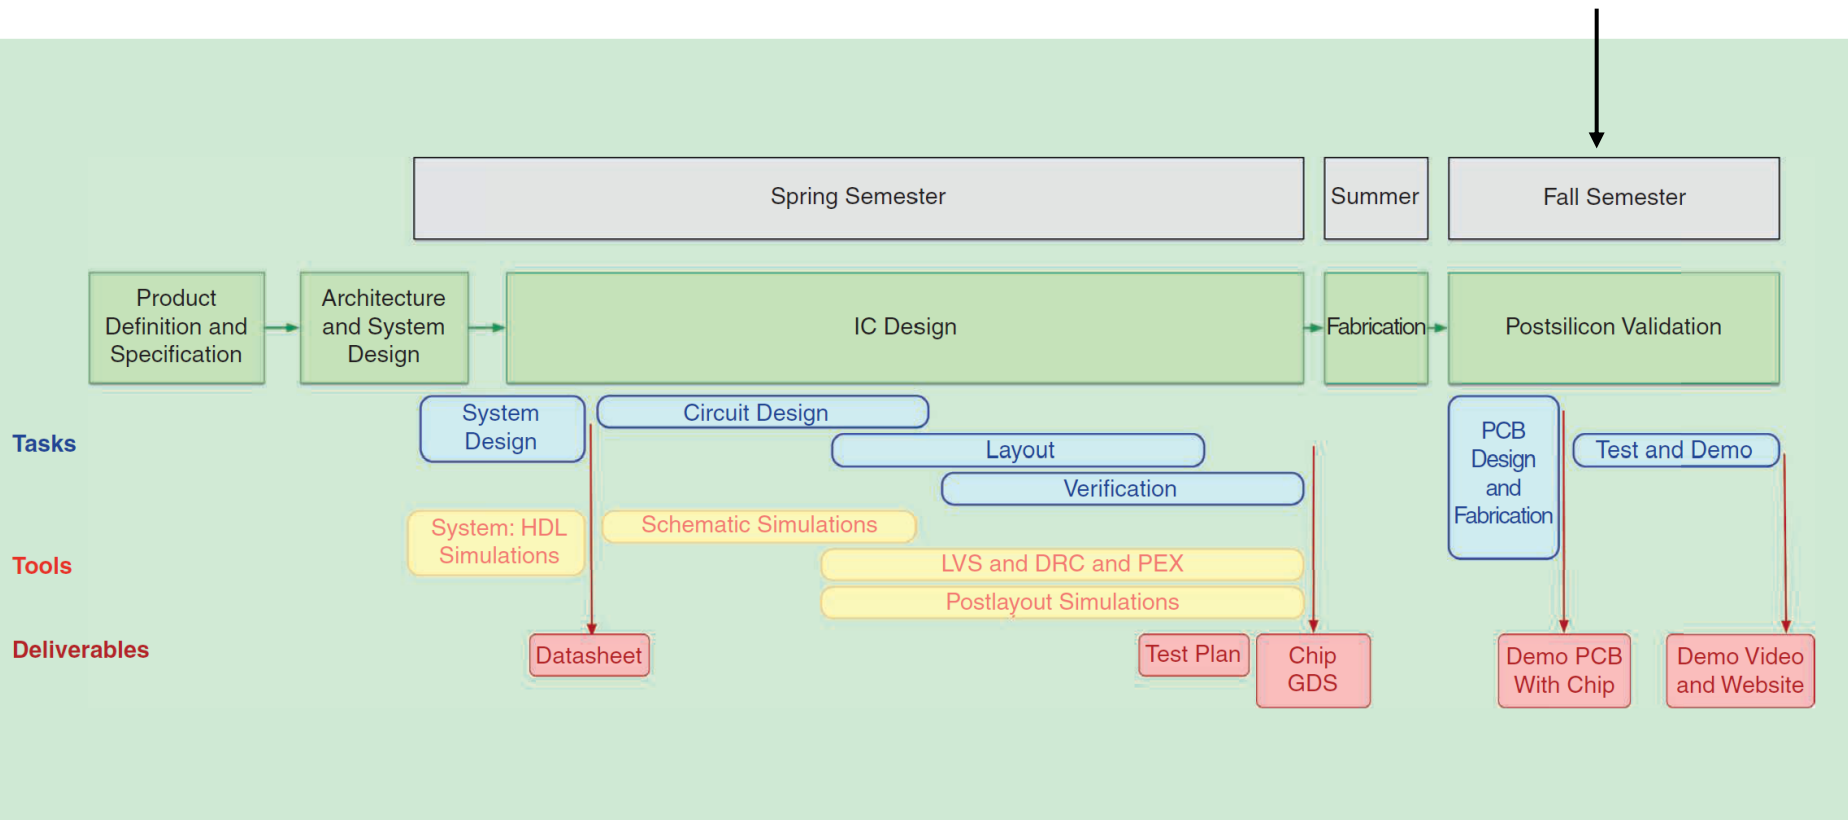 Spring Semester
Summer
Fall Semester
Product
Definition and
Specification
Architecture
and System
Design
IC Design
Fabrication
Postsilicon Validation
Tasks
System
Design
Circuit Design
Layout
Verification
PCB
Design
and
Fabrication
Test and Demo
Tools
System: HDL
Simulations
Schematic Simulations
LVS and DRC and PEX
Postlayout Simulations
Deliverables
Datasheet
Test Plan
Chip
GDS
Demo PCB
With Chip
Demo Video
and Website